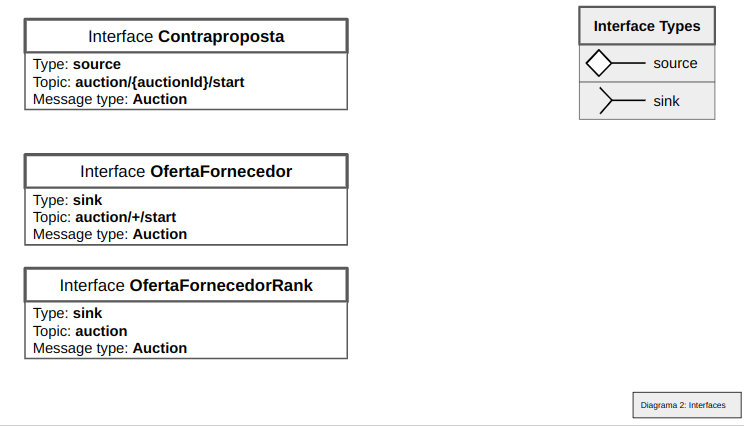 Interface Contraproposta
Type: source
Topic: auction/{auctionId}/start
Message type: Auction
Interface Types
source
sink
Interface OfertaFornecedor
Type: sink
Topic: auction/+/start
Message type: Auction
Interface OfertaFornecedorRank
Type: sink
Topic: auction
Message type: Auction
Diagrama 2: Interfaces